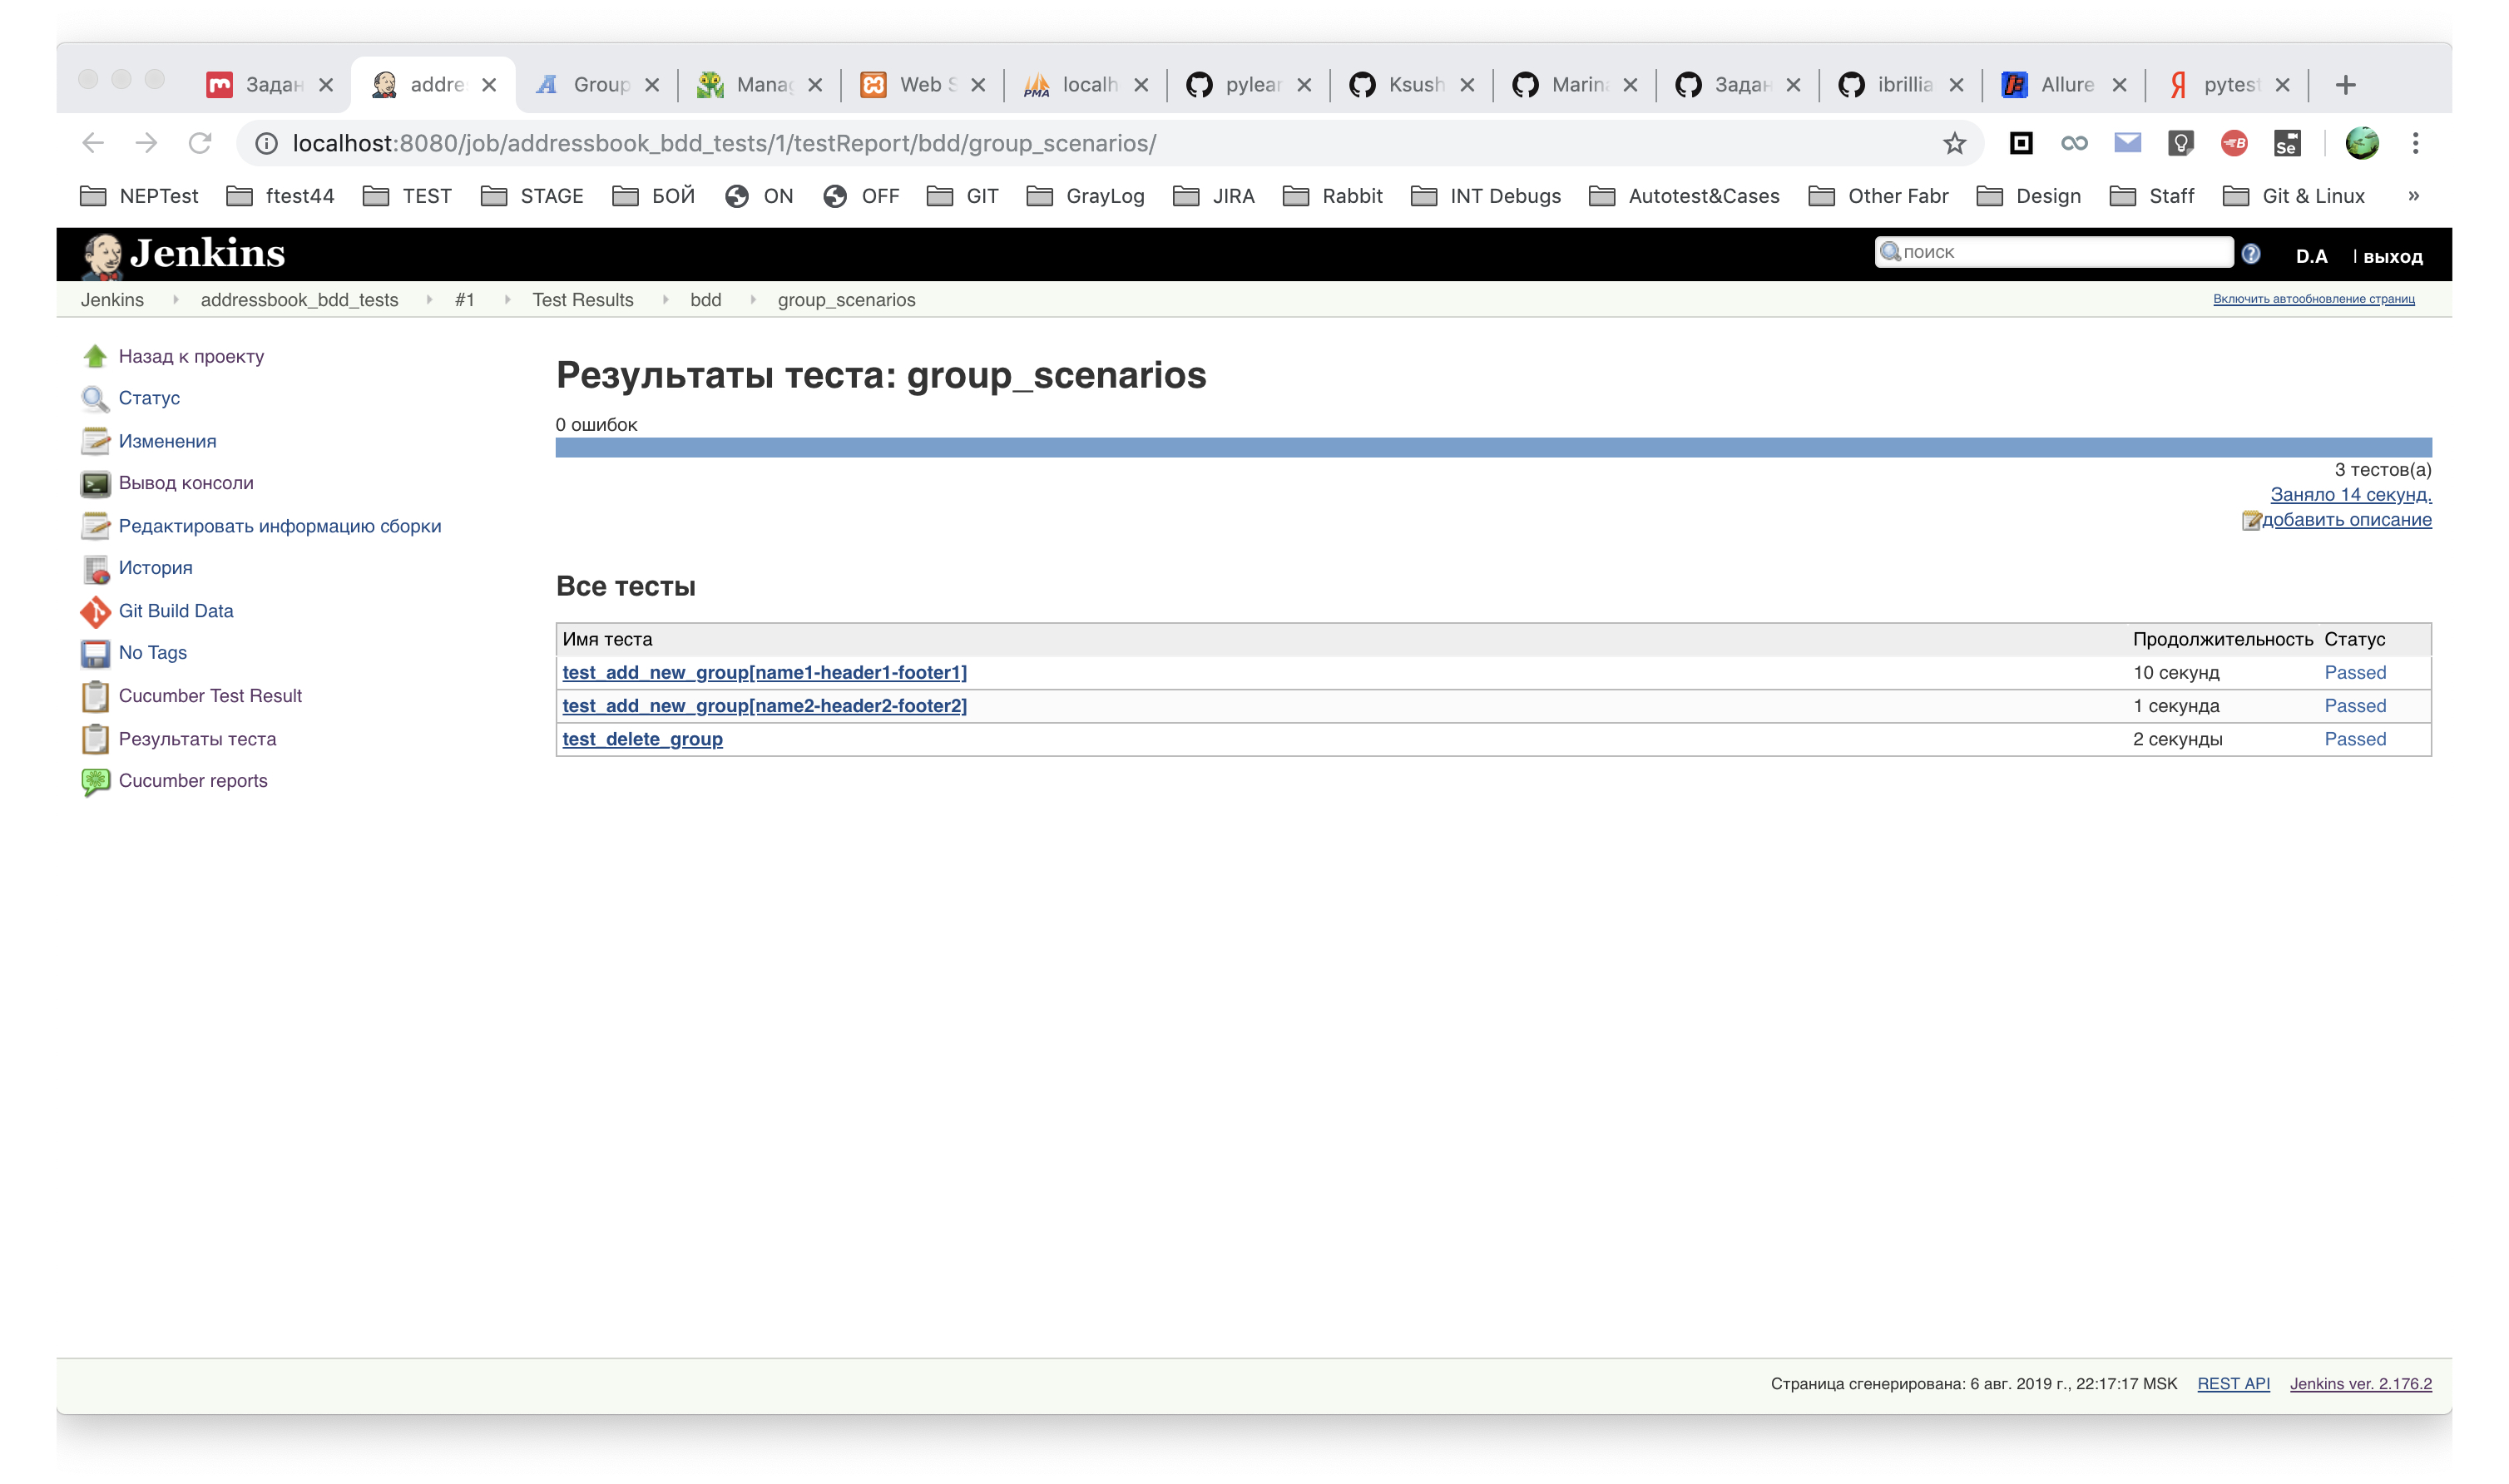 Задан addre Group Manag Web S localh pylear Ksush Marina Задан ibrillia Allure pytest
localhost:8080/job/addressbook_bdd_tests/1/testReport/bdd/group_scenarios/
NEPTest ftest44 TEST STAGE БОЙ ON OFF GIT GrayLog JIRA Rabbit INT Debugs Autotest&Cases Other Fabr Design Staff Git & Linux »
Jenkins поиск D.A | выход
Jenkins addressbook_bdd_tests #1 Test Results bdd group_scenarios Включить автообновление страниц
Назад к проекту
Статус
Изменения
Вывод консоли
Редактировать информацию сборки
История
Git Build Data
No Tags
Cucumber Test Result
Результаты теста
Cucumber reports
Результаты теста: group_scenarios
0 ошибок
3 тестов(а)
Заняло 14 секунд.
добавить описание
Все тесты
Имя теста Продолжительность Статус
test_add_new_group[name1-header1-footer1] 10 секунд Passed
test_add_new_group[name2-header2-footer2] 1 секунда Passed
test_delete_group 2 секунды Passed
Страница сгенерирована: 6 авг. 2019 г., 22:17:17 MSK REST API Jenkins ver. 2.176.2